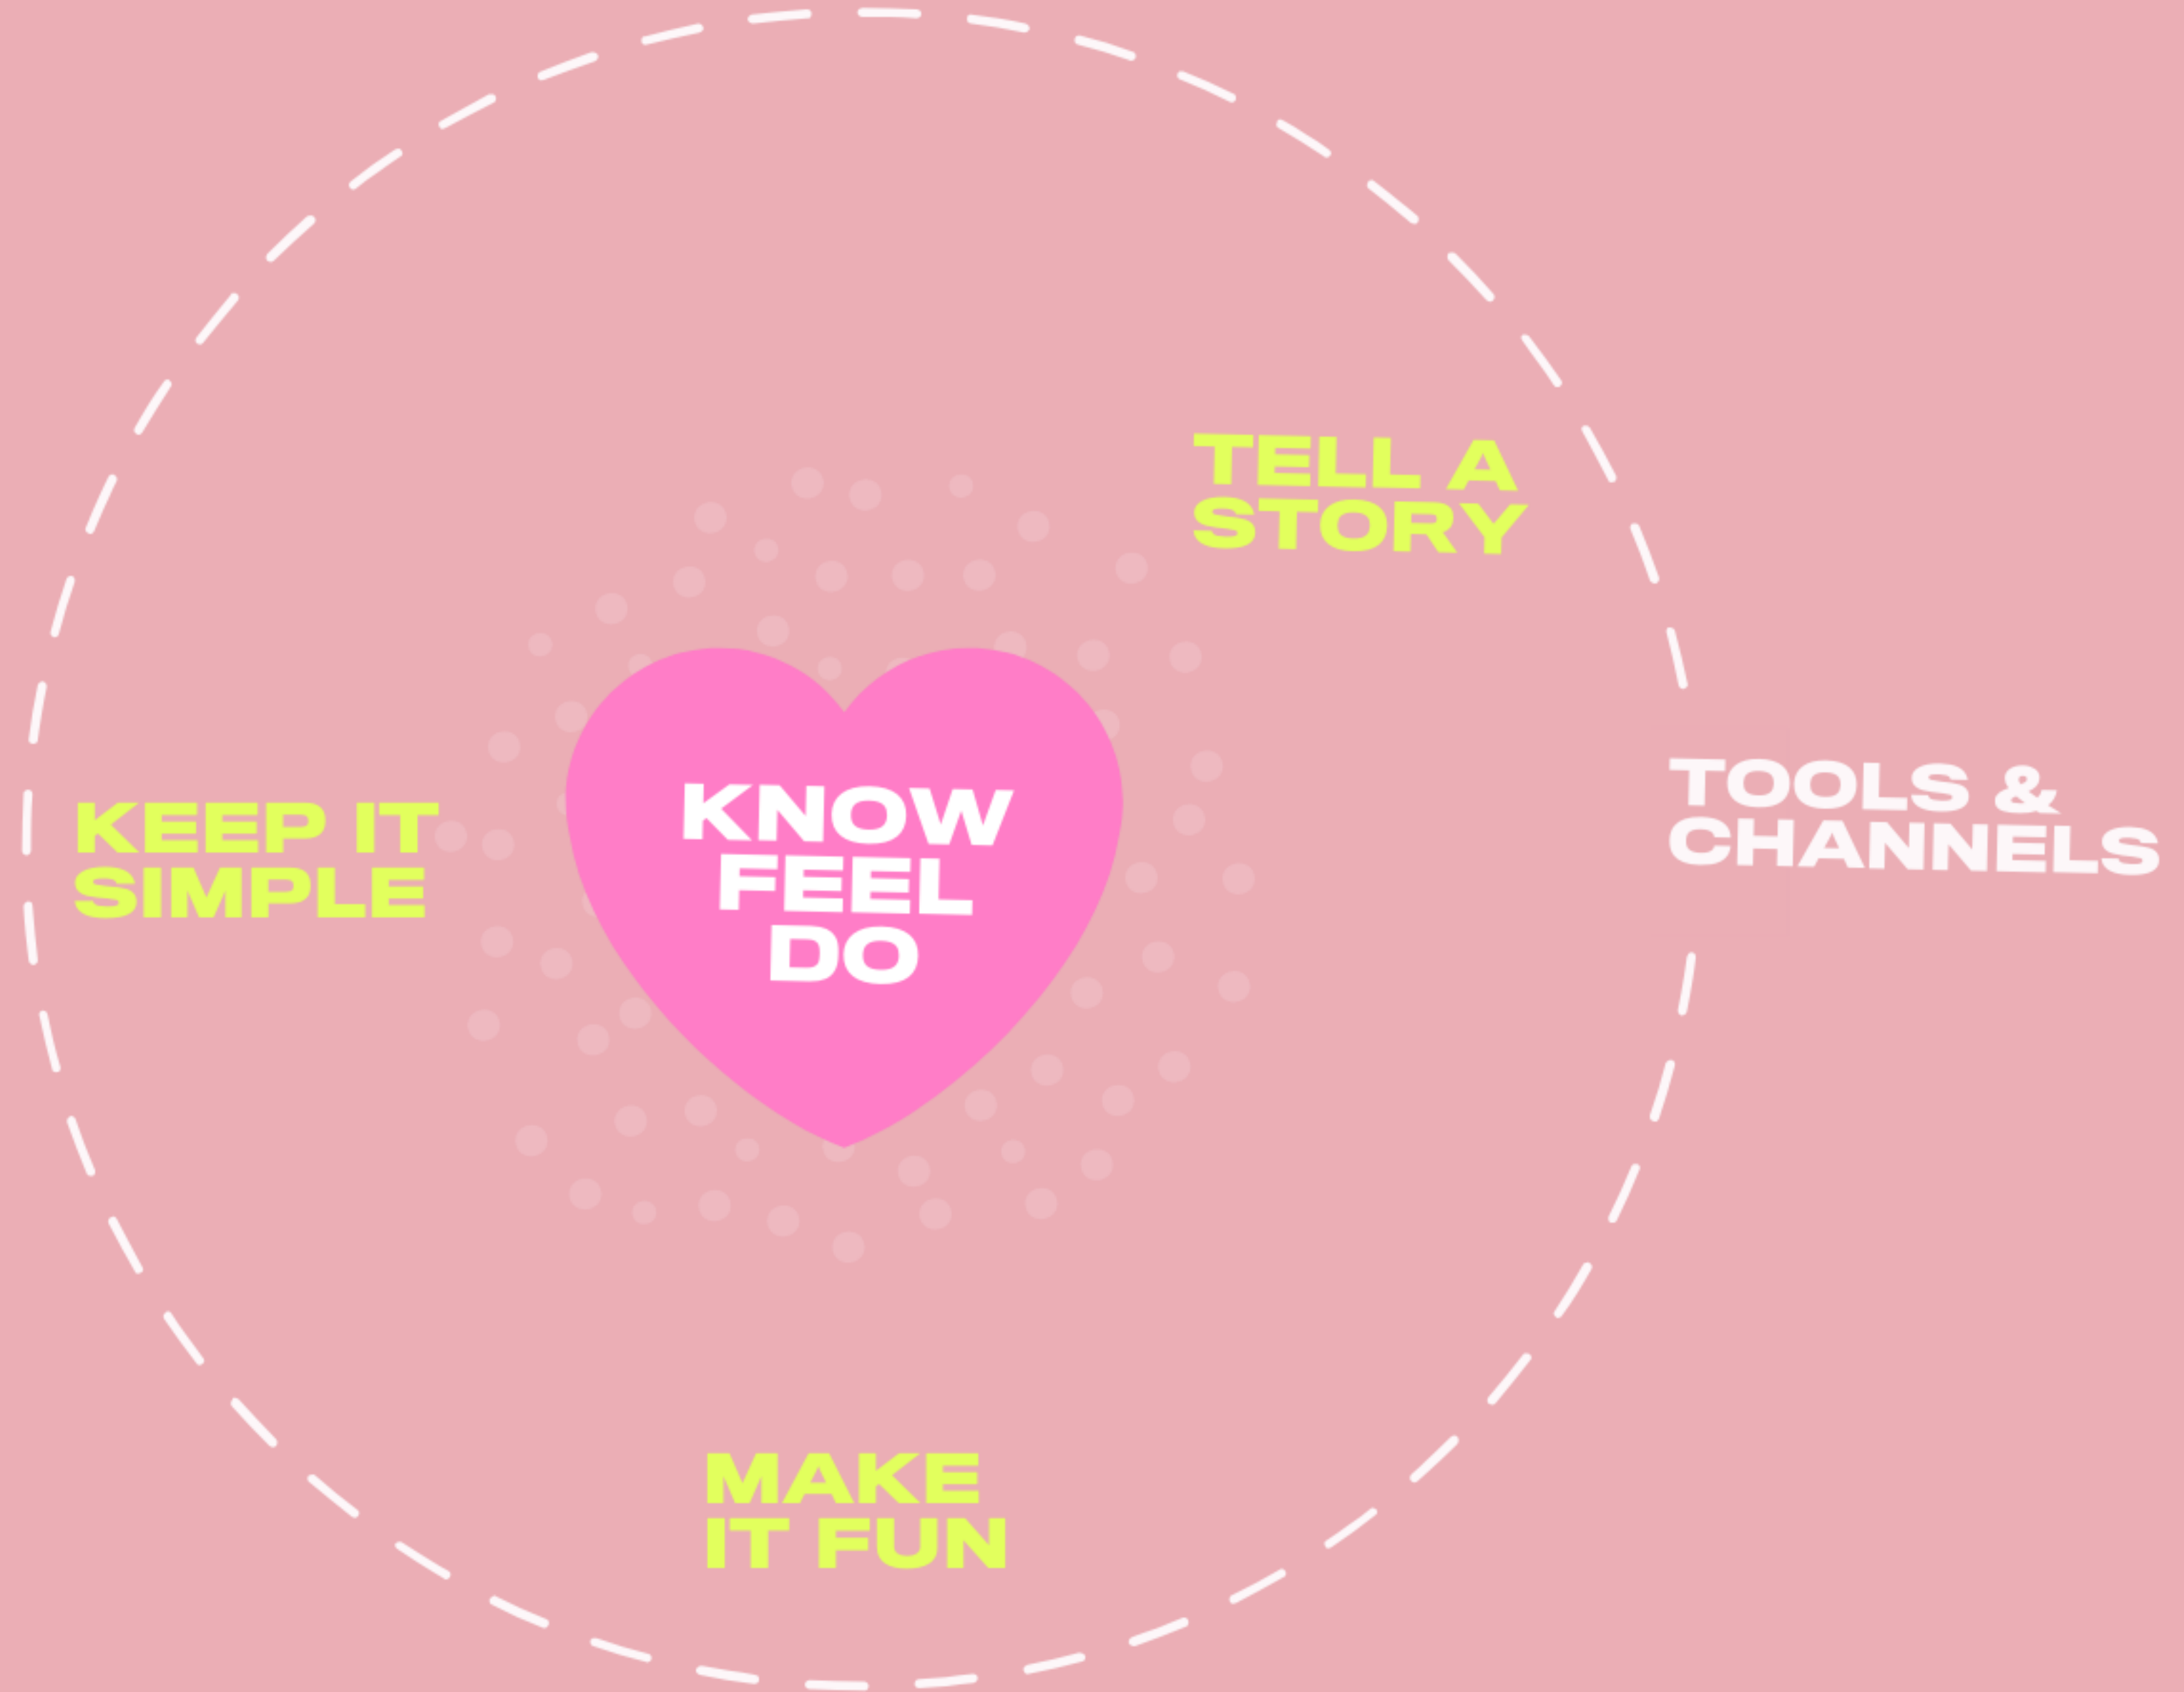 TELL A
STORY
TOOLS &
CHANNELS
KEEP IT
SIMPLE
KNOW
FEEL
DO
MAKE
IT FUN